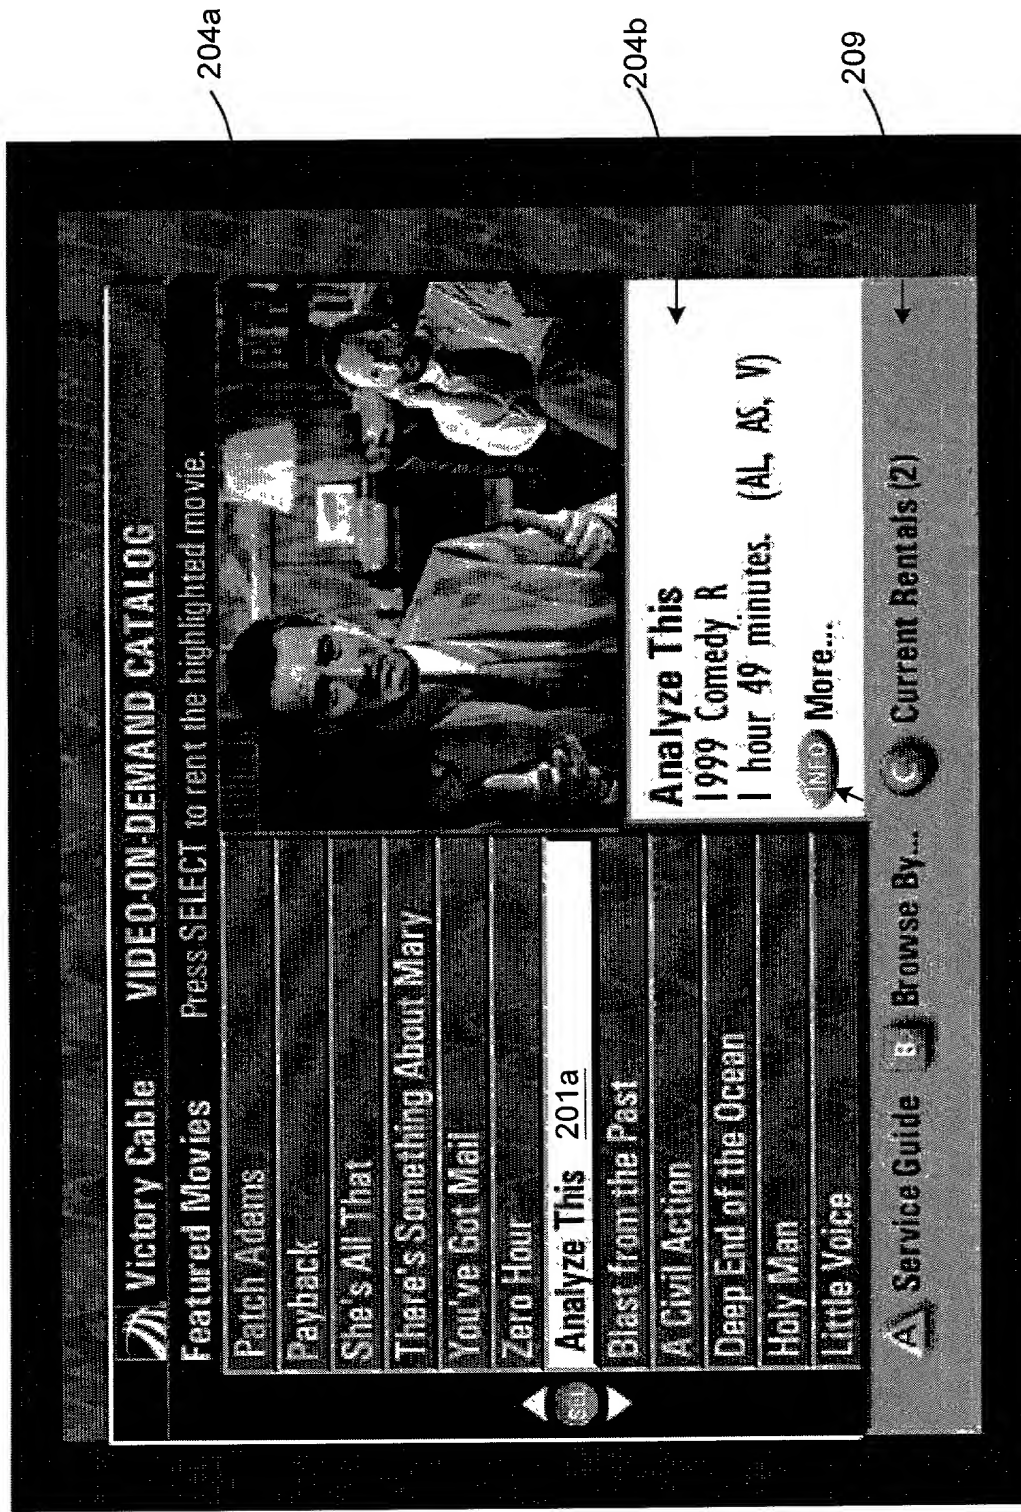 Victory Cable VIDEO-ON-DEMAND CATALOG
Featured Movies Press SELECT to rent the highlighted movie.
Patch Adams
Payback
She's All That
There's Something About Mary
You've Got Mail
Zero Hour
Analyze This 201a
Blast from the Past
A Civil Action
Deep End of the Ocean
Holy Man
Little Voice
SEL
Analyze This
1999 Comedy R
1 hour 49 minutes. (AL, AS, V)
INFO More...
A Service Guide B Browse By... C Current Rentals (2)
204a
204b
209